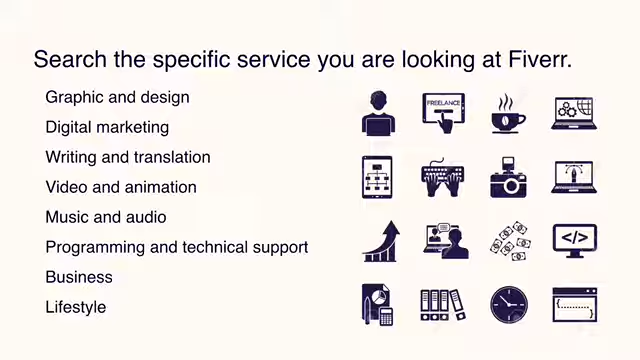 Search the specific service you are looking at Fiverr.
Graphic and design
Digital marketing
Writing and translation
Video and animation
Music and audio
Programming and technical support
Business
Lifestyle
FREELANCE
</>